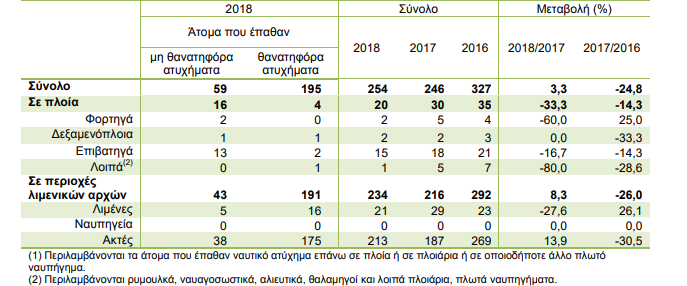 2018 Σύνολο Μεταβολή (%)
Άτομα που έπαθαν
μη θανατηφόρα ατυχήματα θανατηφόρα ατυχήματα 2018 2017 2016 2018/2017 2017/2016
Σύνολο 59 195 254 246 327 3,3 -24,8
Σε πλοία 16 4 20 30 35 -33,3 -14,3
Φορτηγά 2 0 2 5 4 -60,0 25,0
Δεξαμενόπλοια 1 1 2 2 3 0,0 -33,3
Επιβατηγά 13 2 15 18 21 -16,7 -14,3
Λοιπά(2) 0 1 1 5 7 -80,0 -28,6
Σε περιοχές
λιμενικών αρχών 43 191 234 216 292 8,3 -26,0
Λιμένες 5 16 21 29 23 -27,6 26,1
Ναυπηγεία 0 0 0 0 0 0,0 0,0
Ακτές 38 175 213 187 269 13,9 -30,5
(1) Περιλαμβάνονται τα άτομα που έπαθαν ναυτικό ατύχημα επάνω σε πλοία ή σε πλοιάρια ή σε οποιοδήποτε άλλο πλωτό
ναυπήγημα.
(2) Περιλαμβάνονται ρυμουλκά, ναυαγοσωστικά, αλιευτικά, θαλαμηγοί και λοιπά πλοιάρια, πλωτά ναυπηγήματα.